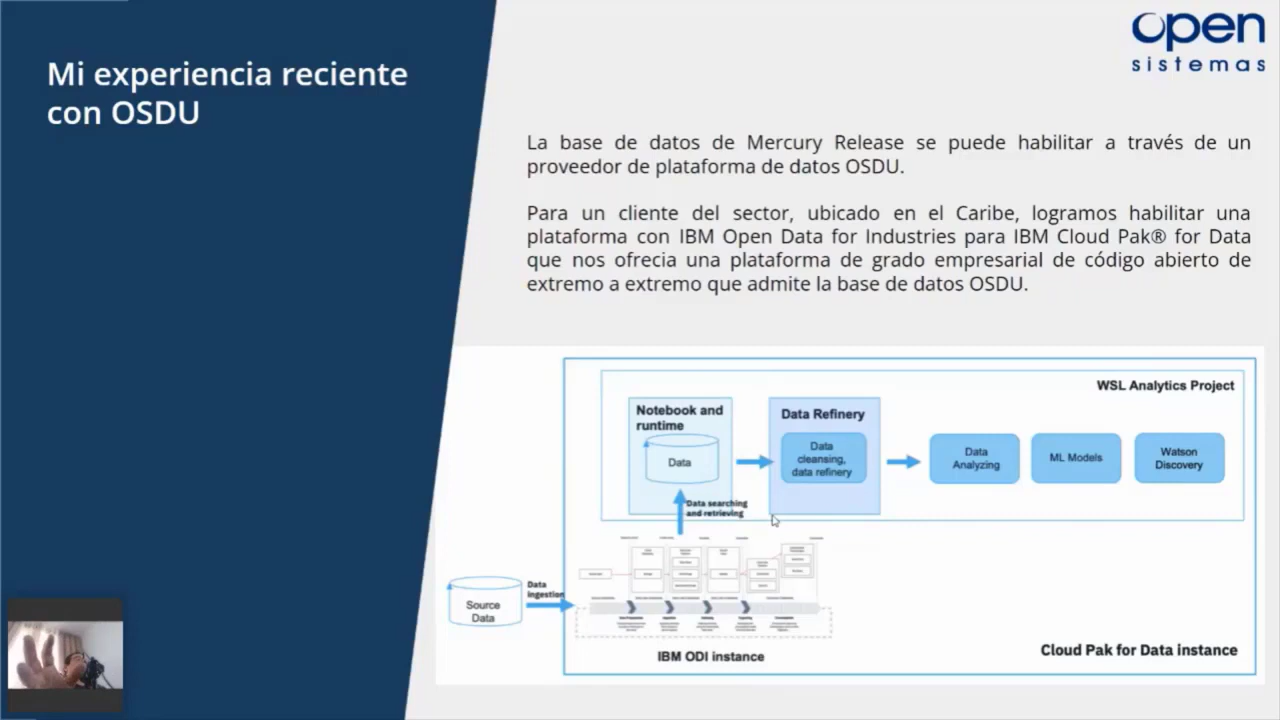 Mi experiencia reciente
con OSDU
open
sistemas
La base de datos de Mercury Release se puede habilitar a través de un
proveedor de plataforma de datos OSDU.
Para un cliente del sector, ubicado en el Caribe, logramos habilitar una
plataforma con IBM Open Data for Industries para IBM Cloud Pak® for Data
que nos ofrecia una plataforma de grado empresarial de código abierto de
extremo a extremo que admite la base de datos OSDU.
WSL Analytics Project
Notebook and
runtime
Data
Data Refinery
Data
cleansing,
data refinery
Data
Analyzing
ML Models
Watson
Discovery
Data searching
and retrieving
Source
Data
Data
ingestion
IBM ODI instance
Cloud Pak for Data instance